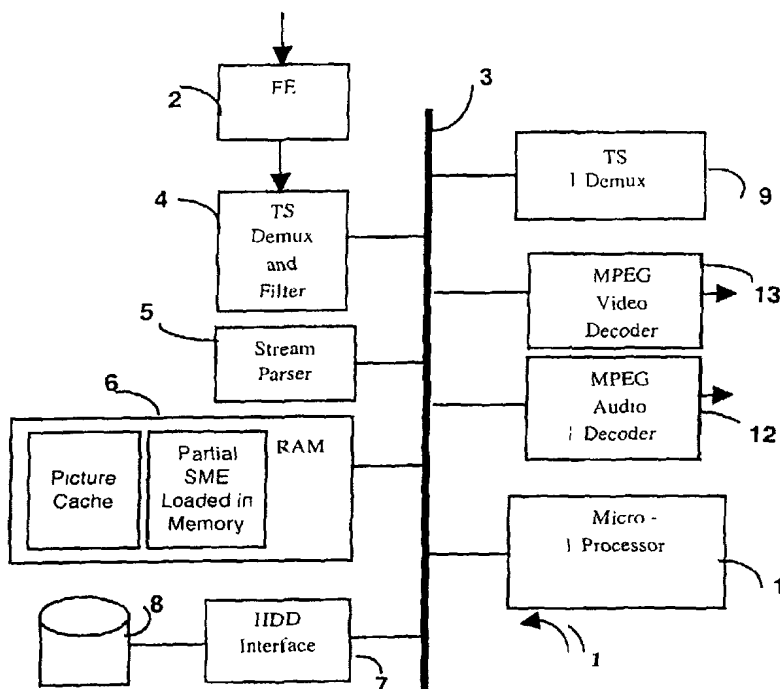 FE
2
3
TS
Demux
and
Filter
4
TS
Demux
9
MPEG
Video
Decoder
13
5
Stream
Parser
MPEG
Audio
Decoder
12
6
RAM
Picture
Cache
Partial
SME
Loaded in
Memory
Micro -
Processor
1
8
HDD
Interface
7
1